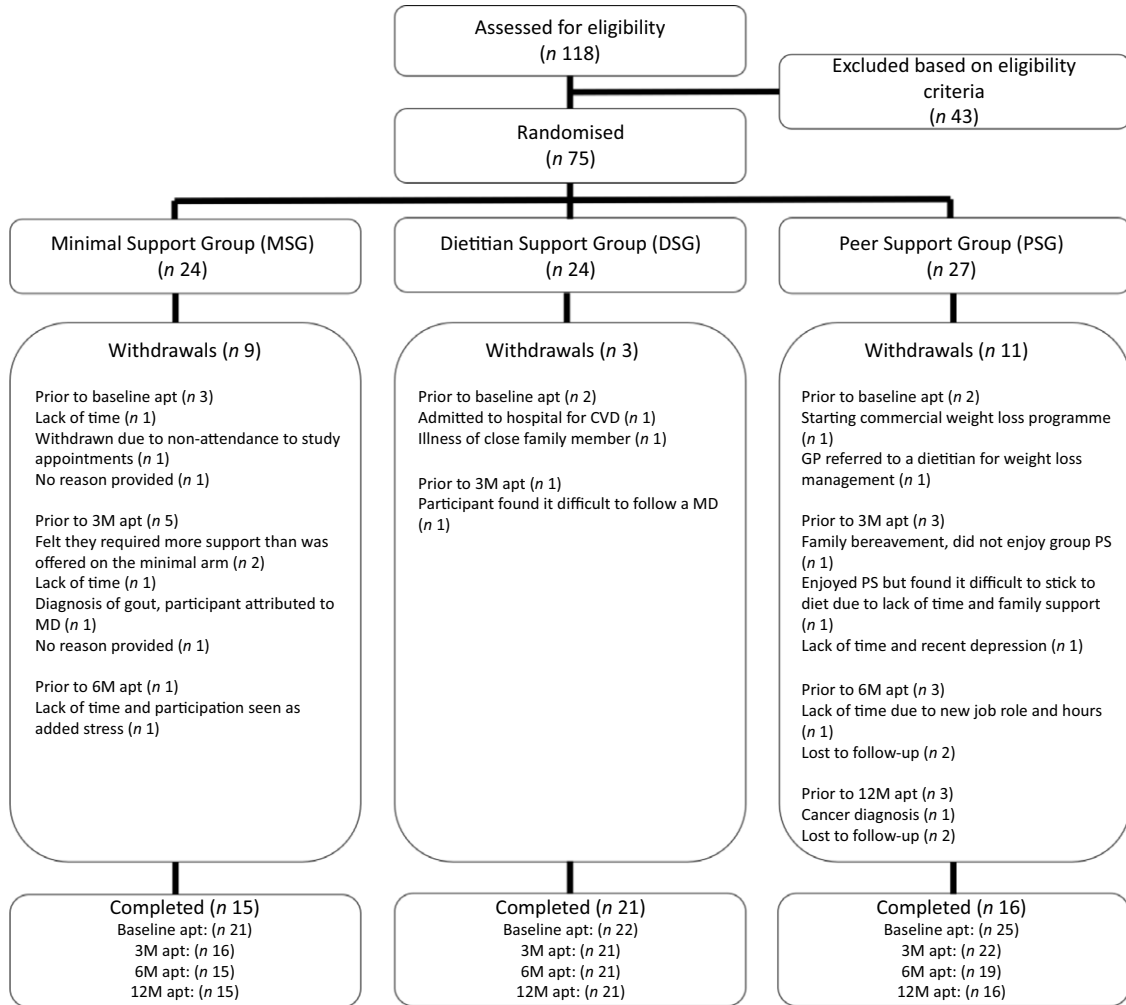 Assessed for eligibility
(n 118)
Excluded based on eligibility
criteria
(n 43)
Randomised
(n 75)
Minimal Support Group (MSG)
(n 24)
Dietitian Support Group (DSG)
(n 24)
Peer Support Group (PSG)
(n 27)
Withdrawals (n 9)
Prior to baseline apt (n 3)
Lack of time (n 1)
Withdrawn due to non-attendance to study
appointments (n 1)
No reason provided (n 1)
Prior to 3M apt (n 5)
Felt they required more support than was
offered on the minimal arm (n 2)
Lack of time (n 1)
Diagnosis of gout, participant attributed to
MD (n 1)
No reason provided (n 1)
Prior to 6M apt (n 1)
Lack of time and participation seen as
added stress (n 1)
Withdrawals (n 3)
Prior to baseline apt (n 2)
Admitted to hospital for CVD (n 1)
Illness of close family member (n 1)
Prior to 3M apt (n 1)
Participant found it difficult to follow a MD
(n 1)
Withdrawals (n 11)
Prior to baseline apt (n 2)
Starting commercial weight loss programme
(n 1)
GP referred to a dietitian for weight loss
management (n 1)
Prior to 3M apt (n 3)
Family bereavement, did not enjoy group PS
(n 1)
Enjoyed PS but found it difficult to stick to
diet due to lack of time and family support
(n 1)
Lack of time and recent depression (n 1)
Prior to 6M apt (n 3)
Lack of time due to new job role and hours
(n 1)
Lost to follow-up (n 2)
Prior to 12M apt (n 3)
Cancer diagnosis (n 1)
Lost to follow-up (n 2)
Completed (n 15)
Baseline apt: (n 21)
3M apt: (n 16)
6M apt: (n 15)
12M apt: (n 15)
Completed (n 21)
Baseline apt: (n 22)
3M apt: (n 21)
6M apt: (n 21)
12M apt: (n 21)
Completed (n 16)
Baseline apt: (n 25)
3M apt: (n 22)
6M apt: (n 19)
12M apt: (n 16)